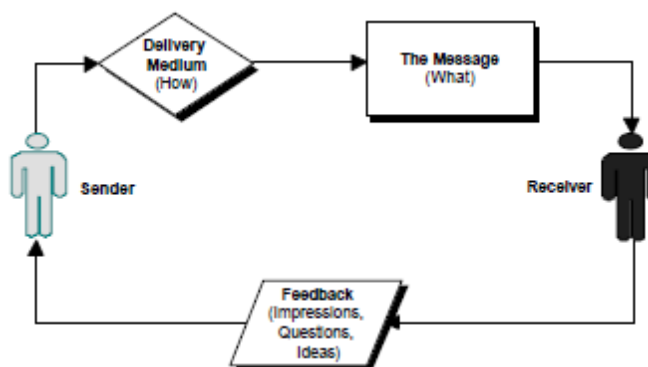 Delivery
Medium
(How)
The Message
(What)
Sender
Receiver
Feedback
(Impressions,
Questions,
Ideas)